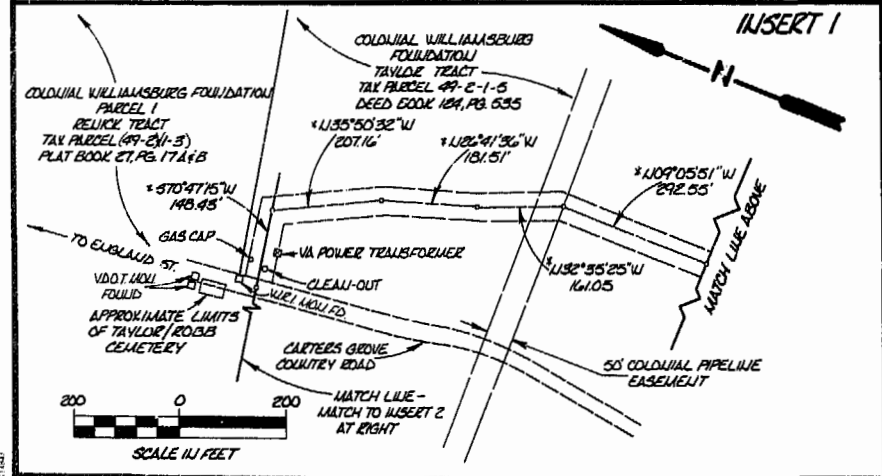 INSERT 1
N
COLONIAL WILLIAMSBURG
FOUNDATION
TAYLOR TRACT
TAX PARCEL 49-2-1-5
DEED BOOK 184, PG. 535
COLONIAL WILLIAMSBURG FOUNDATION
PARCEL 1
RELICK TRACT
TAX PARCEL (49-2)(1-3)
PLAT BOOK 27, PG. 17 A & B
* N35°50'32"W
207.16'
* N26°41'36"W
181.51'
* N09°05'51"W
292.55'
* S70°47'15"W
148.43'
GAS CAP
TO ENGLAND ST.
VA POWER TRANSFORMER
CLEAN-OUT
* N32°35'25"W
161.05
MATCH LINE ABOVE
V.D.O.T. MON.
FOUND
W.R.I. MON. FD.
APPROXIMATE LIMITS
OF TAYLOR/ROBB
CEMETERY
CARTERS GROVE
COUNTRY ROAD
50' COLONIAL PIPELINE
EASEMENT
MATCH LINE -
MATCH TO INSERT 2
AT RIGHT
200 0 200
SCALE IN FEET